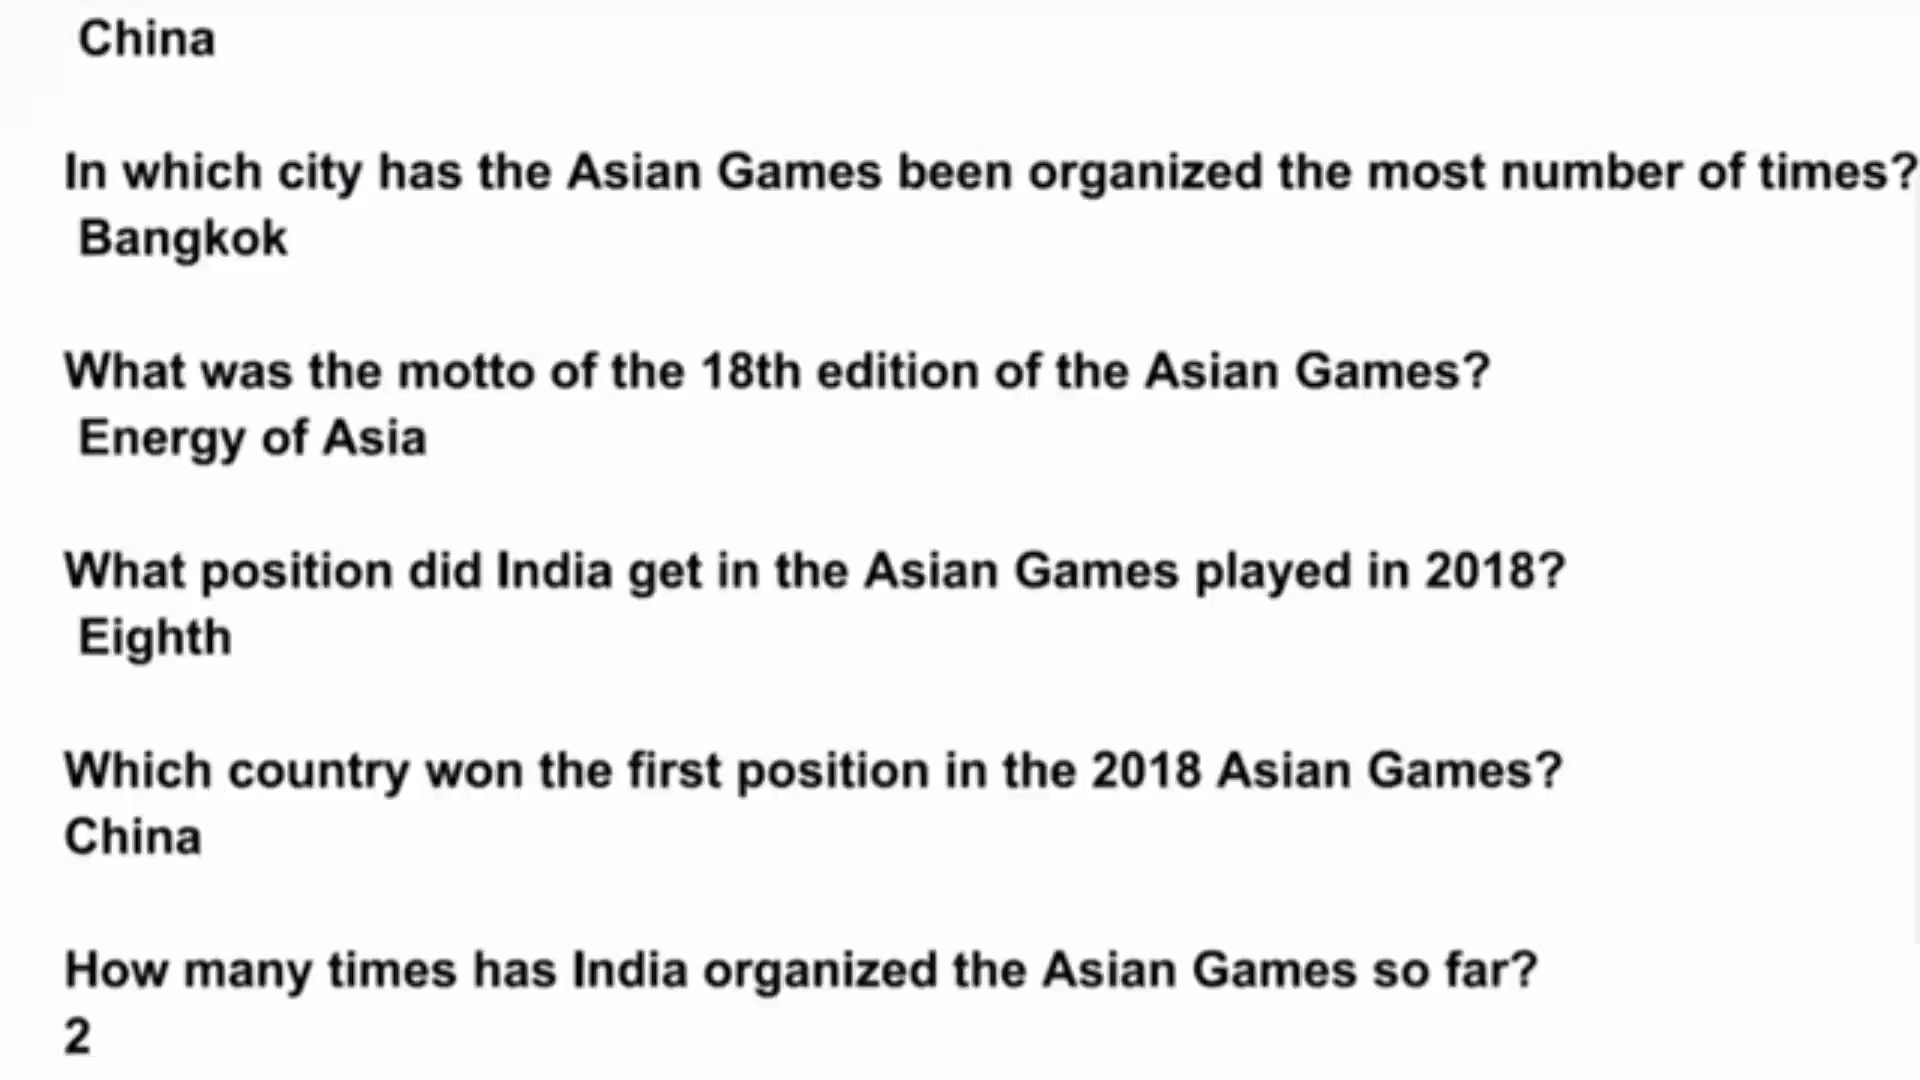 China
In which city has the Asian Games been organized the most number of times?
Bangkok
What was the motto of the 18th edition of the Asian Games?
Energy of Asia
What position did India get in the Asian Games played in 2018?
Eighth
Which country won the first position in the 2018 Asian Games?
China
How many times has India organized the Asian Games so far?
2